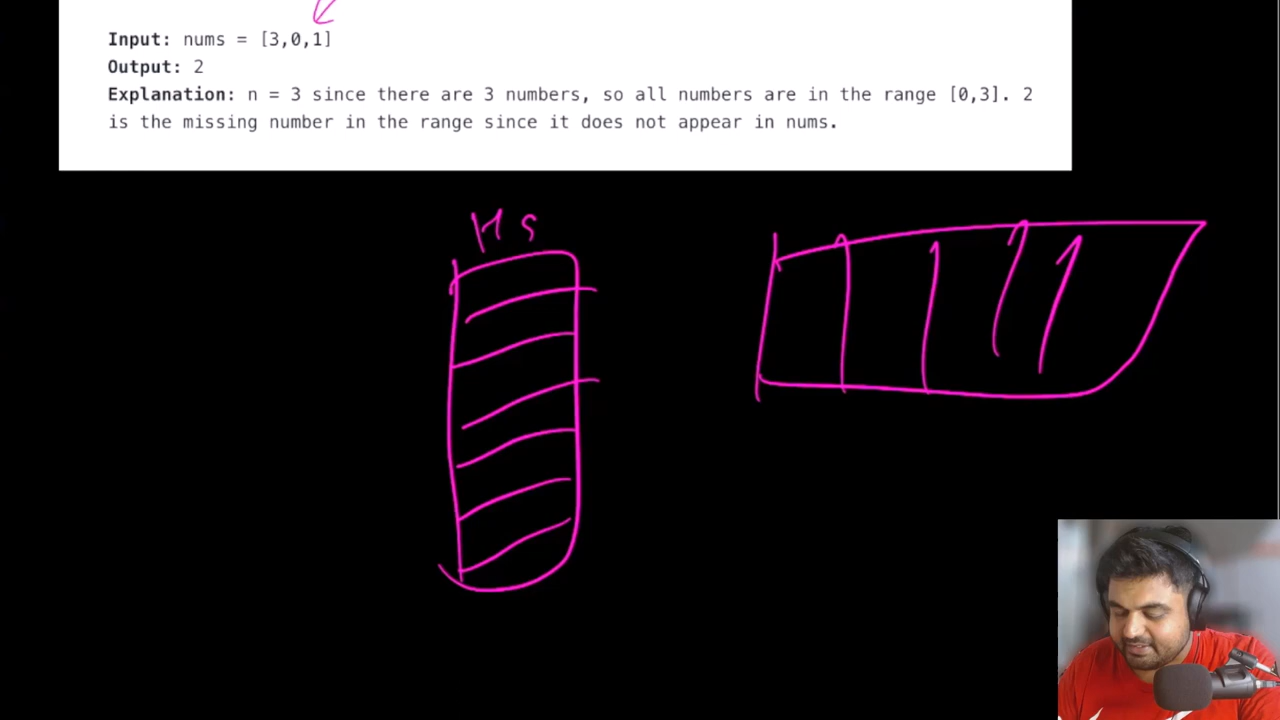 Input: nums = [3,0,1]
Output: 2
Explanation: n = 3 since there are 3 numbers, so all numbers are in the range [0,3]. 2
is the missing number in the range since it does not appear in nums.
HS